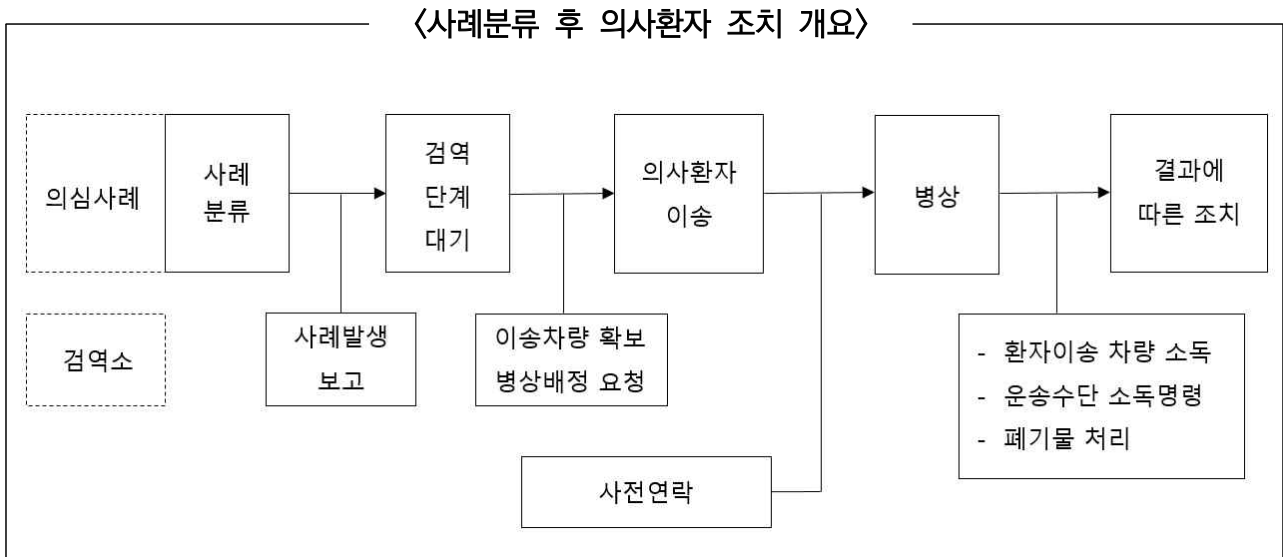 〈사례분류 후 의사환자 조치 개요〉
의심사례
사례
분류
검역
단계
대기
의사환자
이송
병상
결과에
따른 조치
검역소
사례발생
보고
이송차량 확보
병상배정 요청
- 환자이송 차량 소독
- 운송수단 소독명령
- 폐기물 처리
사전연락